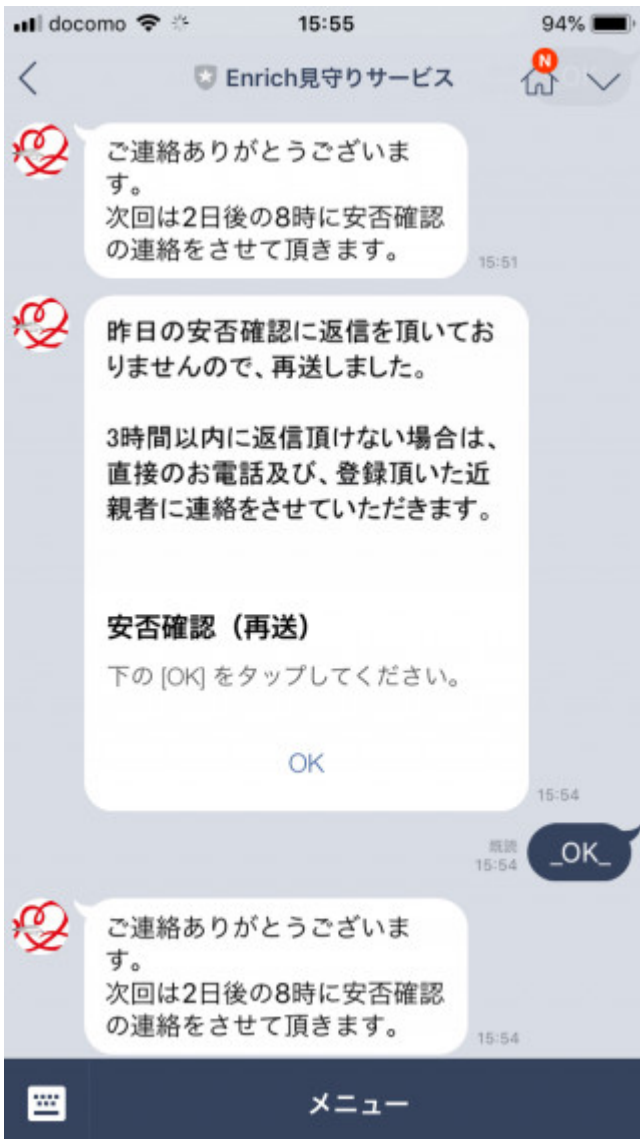 docomo 15:55 94%
Enrich見守りサービス N
ご連絡ありがとうございま
す。
次回は2日後の8時に安否確認
の連絡をさせて頂きます。
15:51
昨日の安否確認に返信を頂いてお
りませんので、再送しました。
3時間以内に返信頂けない場合は、
直接のお電話及び、登録頂いた近
親者に連絡をさせていただきます。
安否確認（再送）
下の [OK] をタップしてください。
OK
15:54
既読
15:54
_OK_
ご連絡ありがとうございま
す。
次回は2日後の8時に安否確認
の連絡をさせて頂きます。
15:54
メニュー